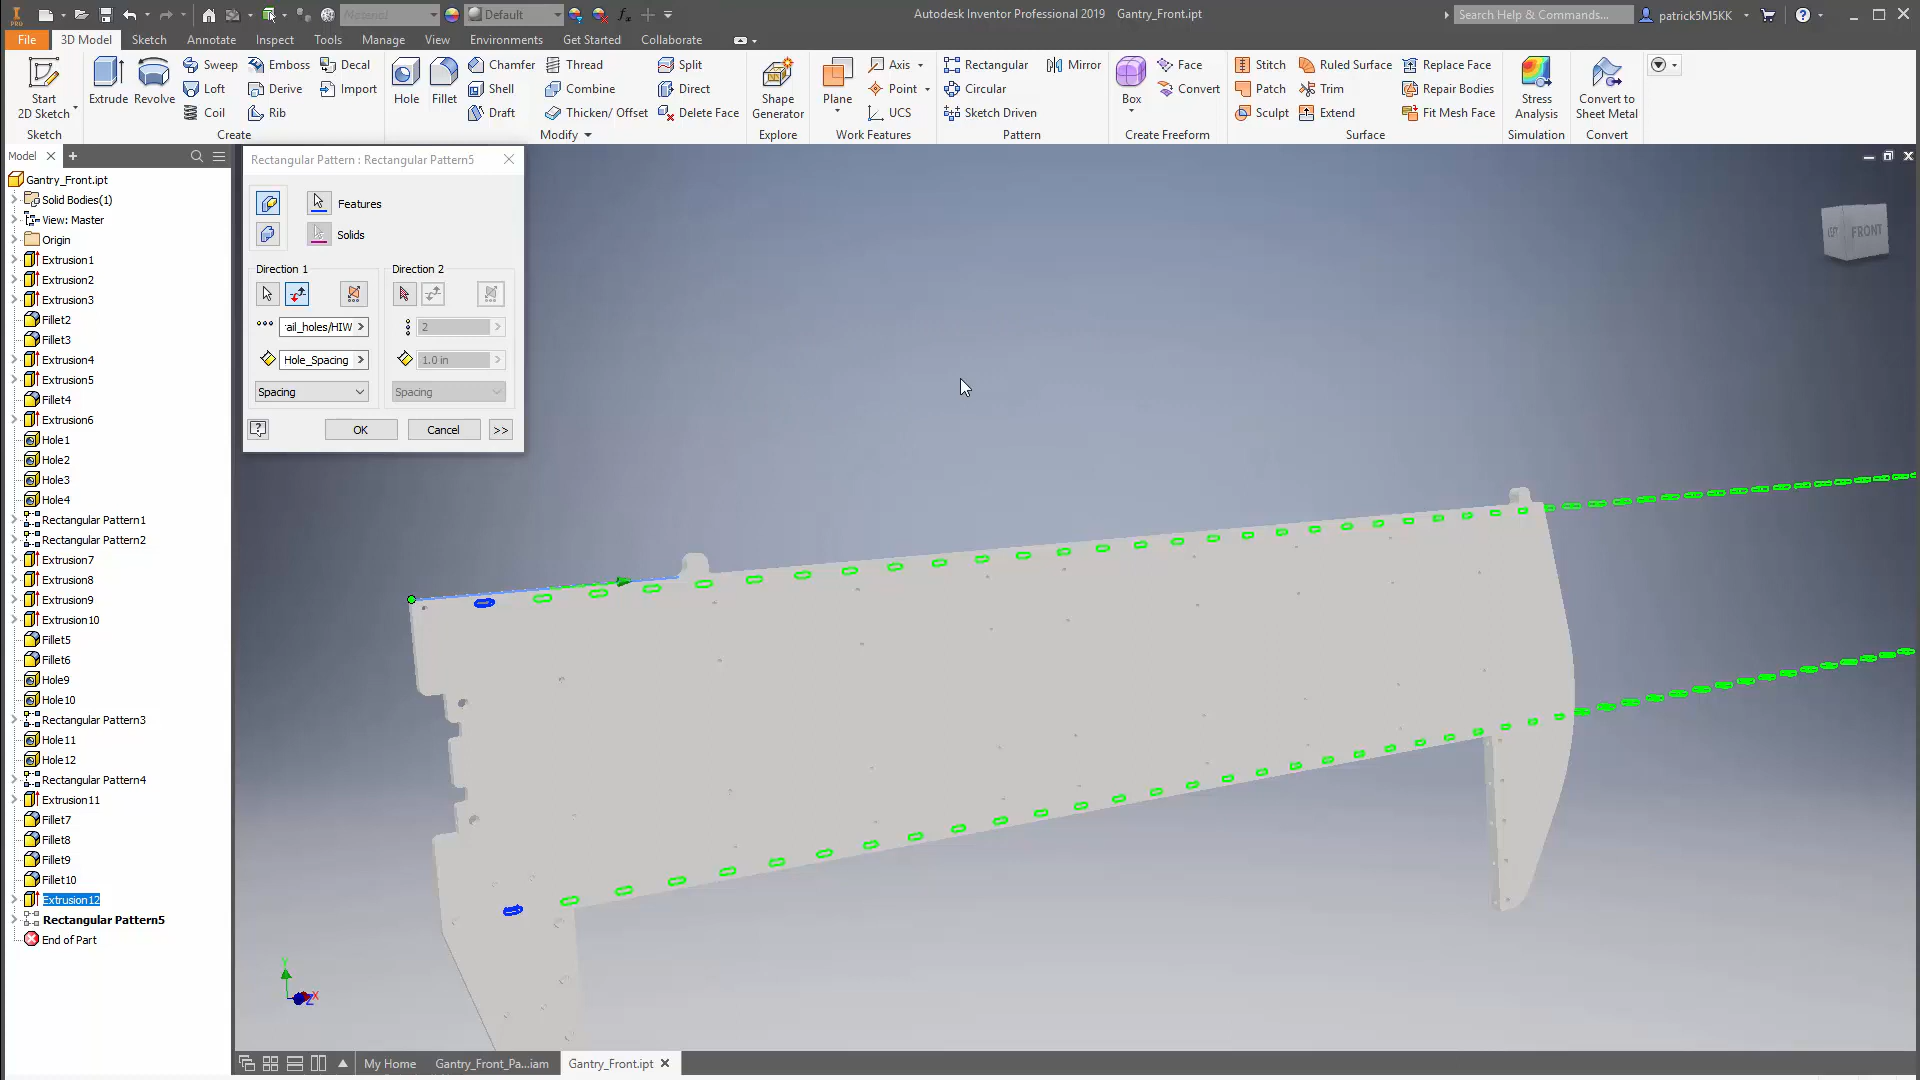 PRO
Material
Default
Autodesk Inventor Professional 2019 Gantry_Front.ipt
Search Help & Commands...
patrick5M5KK
File
3D Model
Sketch
Annotate
Inspect
Tools
Manage
View
Environments
Get Started
Collaborate
Start
2D Sketch
Extrude
Revolve
Sweep
Loft
Coil
Emboss
Derive
Rib
Decal
Import
Hole
Fillet
Chamfer
Shell
Draft
Thread
Combine
Thicken/ Offset
Split
Direct
Delete Face
Shape
Generator
Plane
Axis
Point
UCS
Rectangular
Circular
Sketch Driven
Mirror
Box
Face
Convert
Stitch
Patch
Sculpt
Ruled Surface
Trim
Extend
Replace Face
Repair Bodies
Fit Mesh Face
Stress
Analysis
Convert to
Sheet Metal
Sketch
Create
Modify
Explore
Work Features
Pattern
Create Freeform
Surface
Simulation
Convert
Model
Gantry_Front.ipt
Solid Bodies(1)
View: Master
Origin
Extrusion1
Extrusion2
Extrusion3
Fillet2
Fillet3
Extrusion4
Extrusion5
Fillet4
Extrusion6
Hole1
Hole2
Hole3
Hole4
Rectangular Pattern1
Rectangular Pattern2
Extrusion7
Extrusion8
Extrusion9
Extrusion10
Fillet5
Fillet6
Hole9
Hole10
Rectangular Pattern3
Hole11
Hole12
Rectangular Pattern4
Extrusion11
Fillet7
Fillet8
Fillet9
Fillet10
Extrusion12
Rectangular Pattern5
End of Part
Rectangular Pattern : Rectangular Pattern5
Features
Solids
Direction 1
Direction 2
ail_holes/HIW
2
Hole_Spacing
1.0 in
Spacing
Spacing
OK
Cancel
>>
LEFT
FRONT
Y
X
Z
My Home
Gantry_Front_Pa...iam
Gantry_Front.ipt